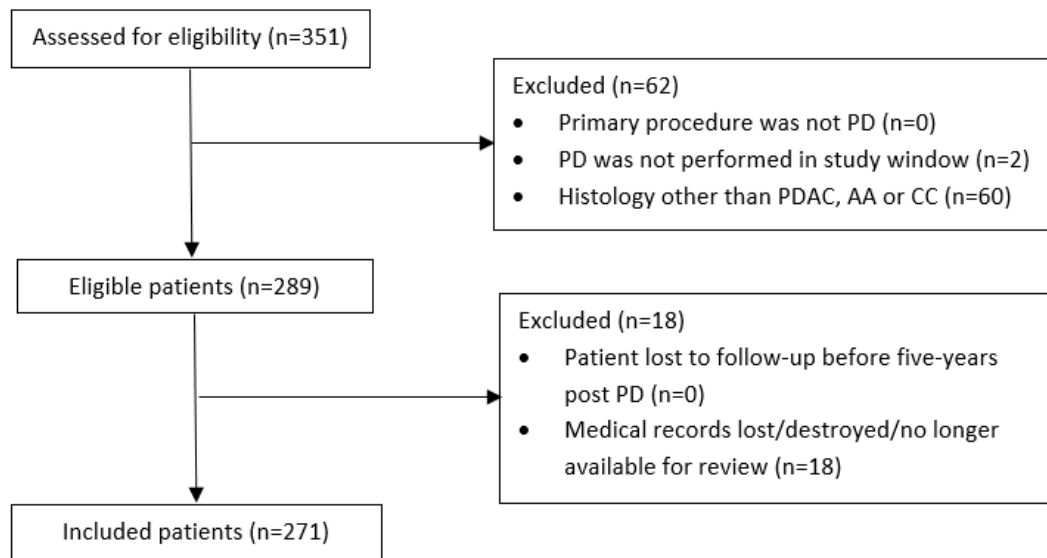 Assessed for eligibility (n=351)
Excluded (n=62)
• Primary procedure was not PD (n=0)
• PD was not performed in study window (n=2)
• Histology other than PDAC, AA or CC (n=60)
Eligible patients (n=289)
Excluded (n=18)
• Patient lost to follow-up before five-years
post PD (n=0)
• Medical records lost/destroyed/no longer
available for review (n=18)
Included patients (n=271)